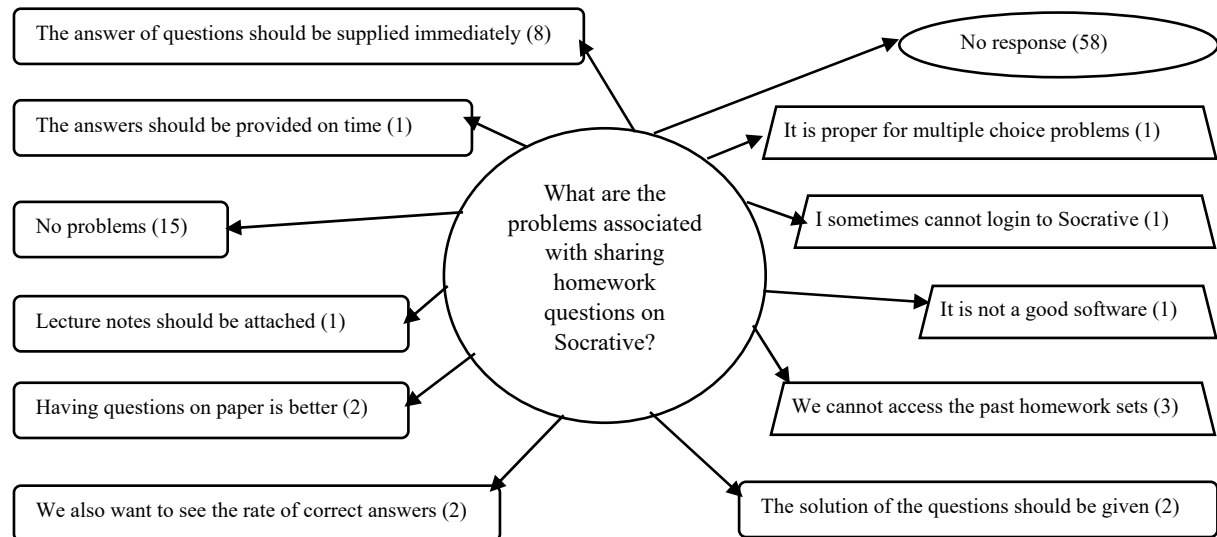 The answer of questions should be supplied immediately (8)
No response (58)
The answers should be provided on time (1)
It is proper for multiple choice problems (1)
What are the
problems associated
with sharing
homework
questions on
Socrative?
No problems (15)
I sometimes cannot login to Socrative (1)
Lecture notes should be attached (1)
It is not a good software (1)
Having questions on paper is better (2)
We cannot access the past homework sets (3)
We also want to see the rate of correct answers (2)
The solution of the questions should be given (2)